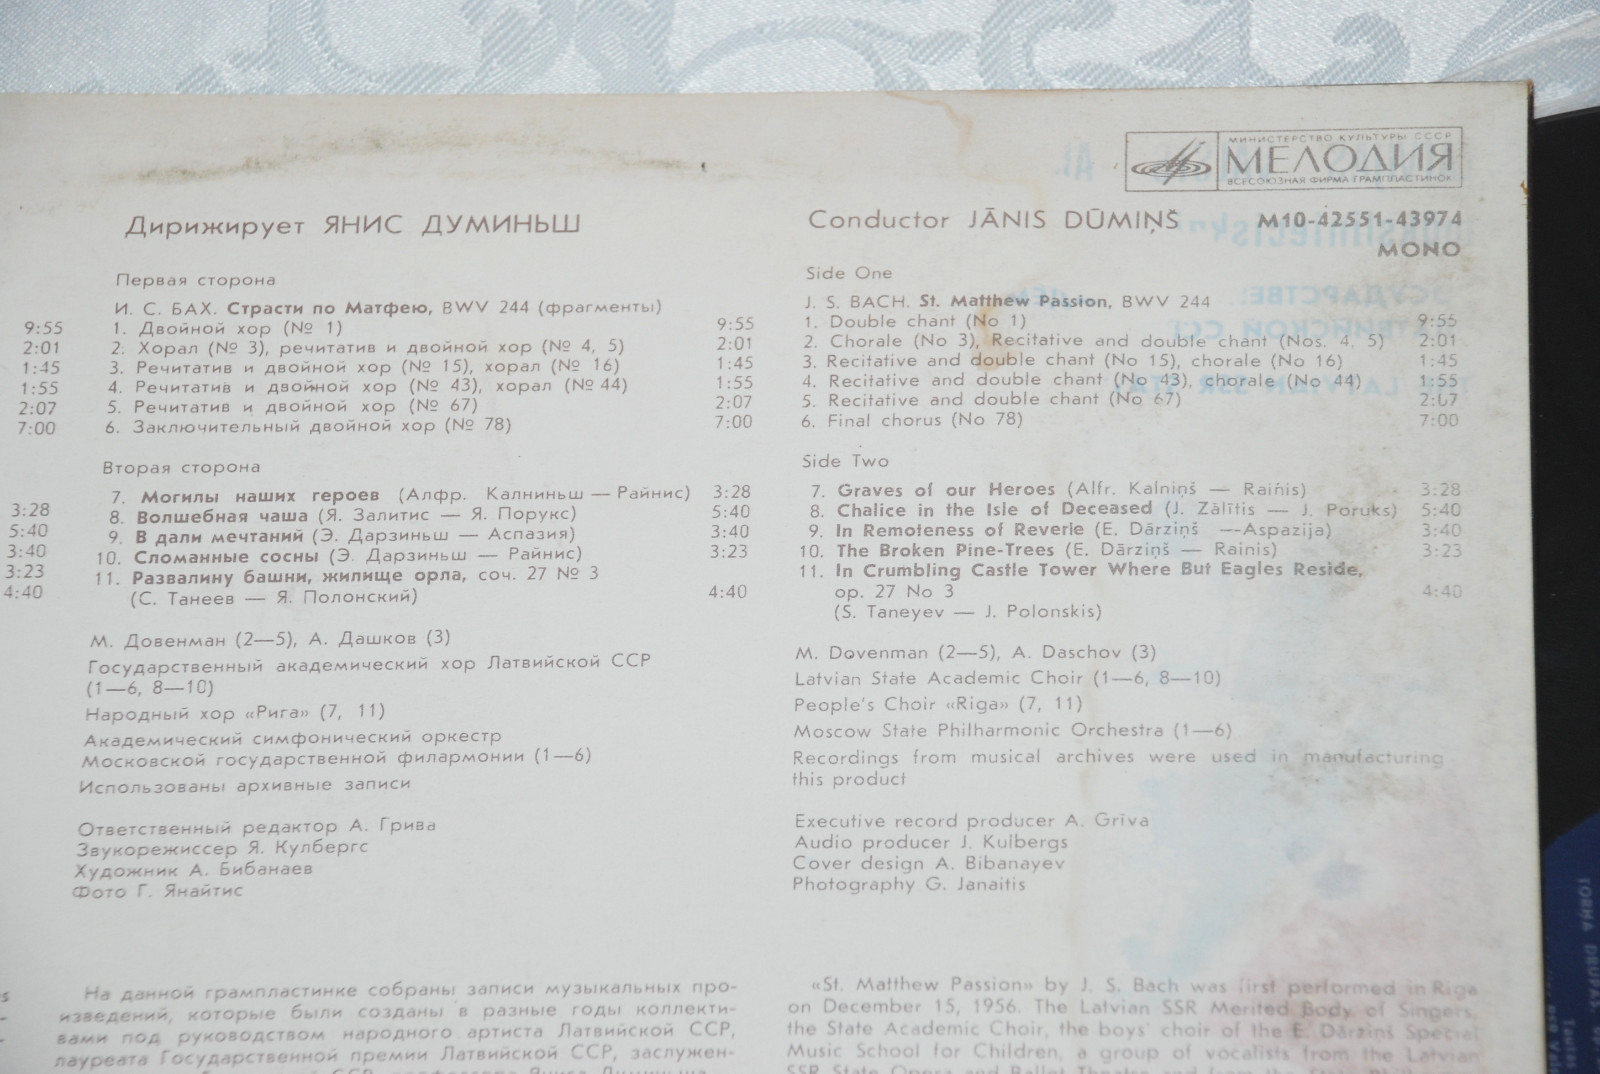 МИНИСТЕРСТВО КУЛЬТУРЫ СССР
МЕЛОДИЯ
ВСЕСОЮЗНАЯ ФИРМА ГРАМПЛАСТИНОК
Дирижирует ЯНИС ДУМИНЬШ
Первая сторона
И. С. БАХ. Страсти по Матфею, BWV 244 (фрагменты)
9:55 1. Двойной хор (№ 1) 9:55
2:01 2. Хорал (№ 3), речитатив и двойной хор (№ 4, 5) 2:01
1:45 3. Речитатив и двойной хор (№ 15), хорал (№ 16) 1:45
1:55 4. Речитатив и двойной хор (№ 43), хорал (№ 44) 1:55
2:07 5. Речитатив и двойной хор (№ 67) 2:07
7:00 6. Заключительный двойной хор (№ 78) 7:00
Вторая сторона
3:28 7. Могилы наших героев (Алфр. Калниньш — Райнис) 3:28
5:40 8. Волшебная чаша (Я. Залитис — Я. Порукс) 5:40
3:40 9. В дали мечтаний (Э. Дарзиньш — Аспазия) 3:40
3:23 10. Сломанные сосны (Э. Дарзиньш — Райнис) 3:23
11. Развалину башни, жилище орла, соч. 27 № 3
4:40 (С. Танеев — Я. Полонский) 4:40
М. Довенман (2—5), А. Дашков (3)
Государственный академический хор Латвийской ССР
(1—6, 8—10)
Народный хор «Рига» (7, 11)
Академический симфонический оркестр
Московской государственной филармонии (1—6)
Использованы архивные записи
Ответственный редактор А. Грива
Звукорежиссер Я. Кулбергс
Художник А. Бибанаев
Фото Г. Янайтис
На данной грампластинке собраны записи музыкальных про-
изведений, которые были созданы в разные годы коллекти-
вами под руководством народного артиста Латвийской ССР,
лауреата Государственной премии Латвийской ССР, заслужен-
Conductor JĀNIS DŪMIŅŠ M10-42551-43974
MONO
Side One
J. S. BACH. St. Matthew Passion, BWV 244
1. Double chant (No 1) 9:55
2. Chorale (No 3), Recitative and double chant (Nos. 4, 5) 2:01
3. Recitative and double chant (No 15), chorale (No 16) 1:45
4. Recitative and double chant (No 43), chorale (No 44) 1:55
5. Recitative and double chant (No 67) 2:07
6. Final chorus (No 78) 7:00
Side Two
7. Graves of our Heroes (Alfr. Kalniņš — Rainis) 3:28
8. Chalice in the Isle of Deceased (J. Zālītis — J. Poruks) 5:40
9. In Remoteness of Reverie (E. Dārziņš —-Aspazija) 3:40
10. The Broken Pine-Trees (E. Dārziņš — Rainis) 3:23
11. In Crumbling Castle Tower Where But Eagles Reside,
op. 27 No 3 4:40
(S. Taneyev — J. Polonskis)
M. Dovenman (2—5), A. Daschov (3)
Latvian State Academic Choir (1—6, 8—10)
People's Choir «Riga» (7, 11)
Moscow State Philharmonic Orchestra (1—6)
Recordings from musical archives were used in manufacturing
this product
Executive record producer A. Grīva
Audio producer J. Kulbergs
Cover design A. Bibanayev
Photography G. Janaitis
«St. Matthew Passion» by J. S. Bach was first performed in Riga
on December 15, 1956. The Latvian SSR Merited Body of Singers,
the State Academic Choir, the boys' choir of the E. Dārziņš Special
Music School for Children, a group of vocalists from the Latvian
SSR State Opera and Ballet Theatre and from the State